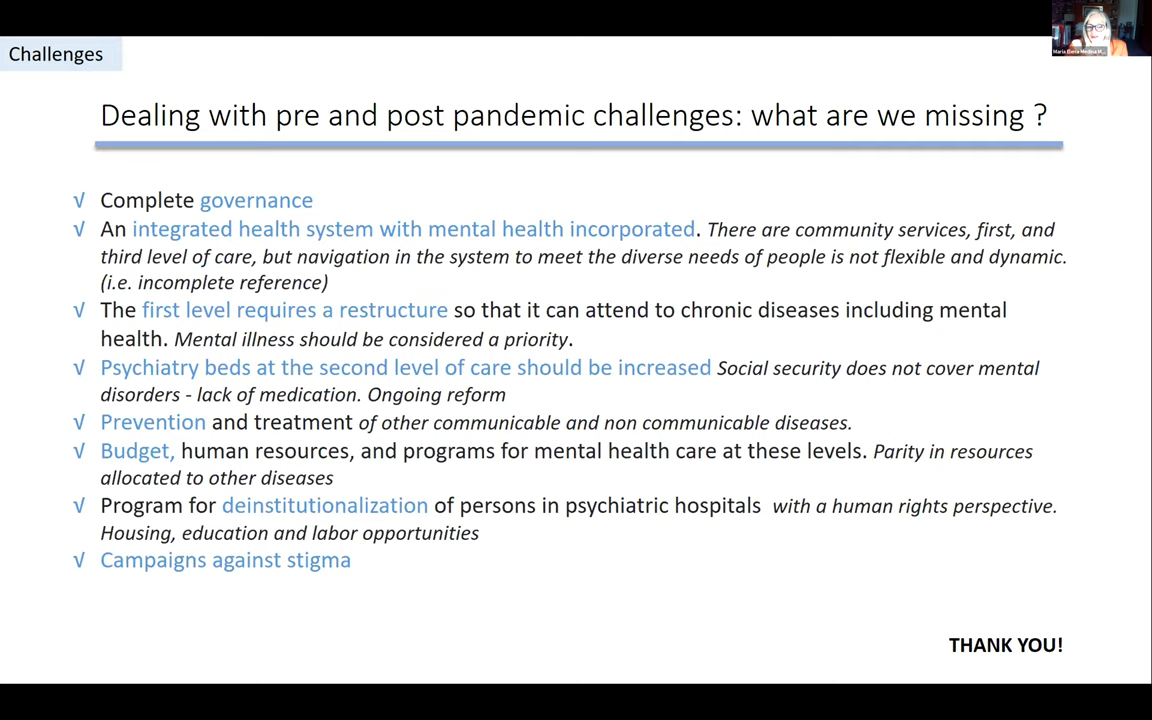 Maria Elena Medina M...
Challenges
Dealing with pre and post pandemic challenges: what are we missing ?
√ Complete governance
√ An integrated health system with mental health incorporated. There are community services, first, and
third level of care, but navigation in the system to meet the diverse needs of people is not flexible and dynamic.
(i.e. incomplete reference)
√ The first level requires a restructure so that it can attend to chronic diseases including mental
health. Mental illness should be considered a priority.
√ Psychiatry beds at the second level of care should be increased Social security does not cover mental
disorders - lack of medication. Ongoing reform
√ Prevention and treatment of other communicable and non communicable diseases.
√ Budget, human resources, and programs for mental health care at these levels. Parity in resources
allocated to other diseases
√ Program for deinstitutionalization of persons in psychiatric hospitals with a human rights perspective.
Housing, education and labor opportunities
√ Campaigns against stigma
THANK YOU!